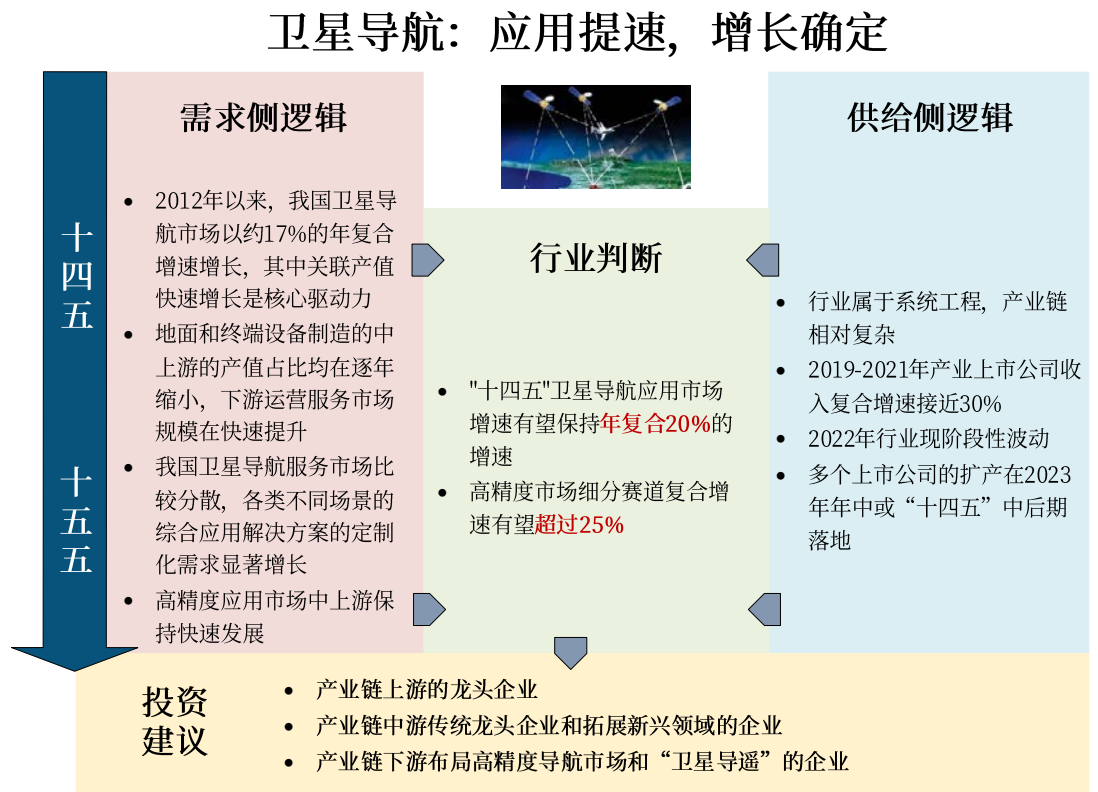 卫星导航：应用提速，增长确定
十四五
十五五
需求侧逻辑
• 2012年以来，我国卫星导
航市场以约17%的年复合
增速增长，其中关联产值
快速增长是核心驱动力
• 地面和终端设备制造的中
上游的产值占比均在逐年
缩小，下游运营服务市场
规模在快速提升
• 我国卫星导航服务市场比
较分散，各类不同场景的
综合应用解决方案的定制
化需求显著增长
• 高精度应用市场中上游保
持快速发展
行业判断
• "十四五"卫星导航应用市场
增速有望保持年复合20%的
增速
• 高精度市场细分赛道复合增
速有望超过25%
供给侧逻辑
• 行业属于系统工程，产业链
相对复杂
• 2019-2021年产业上市公司收
入复合增速接近30%
• 2022年行业现阶段性波动
• 多个上市公司的扩产在2023
年年中或“十四五”中后期
落地
投资
建议
• 产业链上游的龙头企业
• 产业链中游传统龙头企业和拓展新兴领域的企业
• 产业链下游布局高精度导航市场和“卫星导遥”的企业